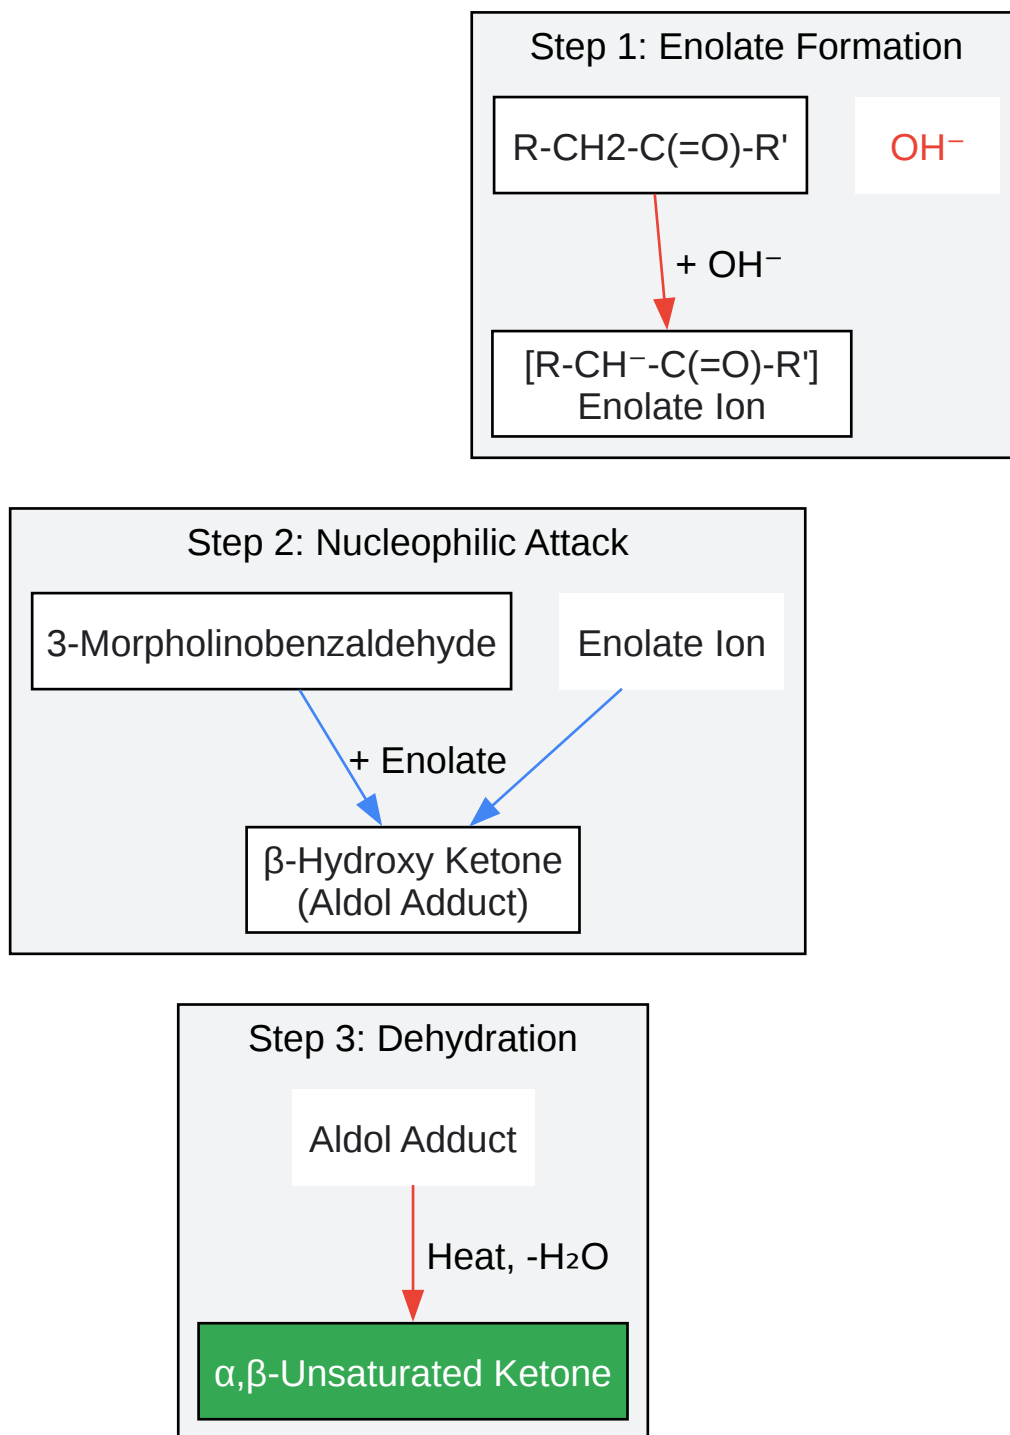 Step 1: Enolate Formation
R-CH2-C(=O)-R'
OH⁻
+ OH⁻
[R-CH⁻-C(=O)-R']
Enolate Ion
Step 2: Nucleophilic Attack
3-Morpholinobenzaldehyde
Enolate Ion
+ Enolate
β-Hydroxy Ketone
(Aldol Adduct)
Step 3: Dehydration
Aldol Adduct
Heat, -H₂O
α,β-Unsaturated Ketone